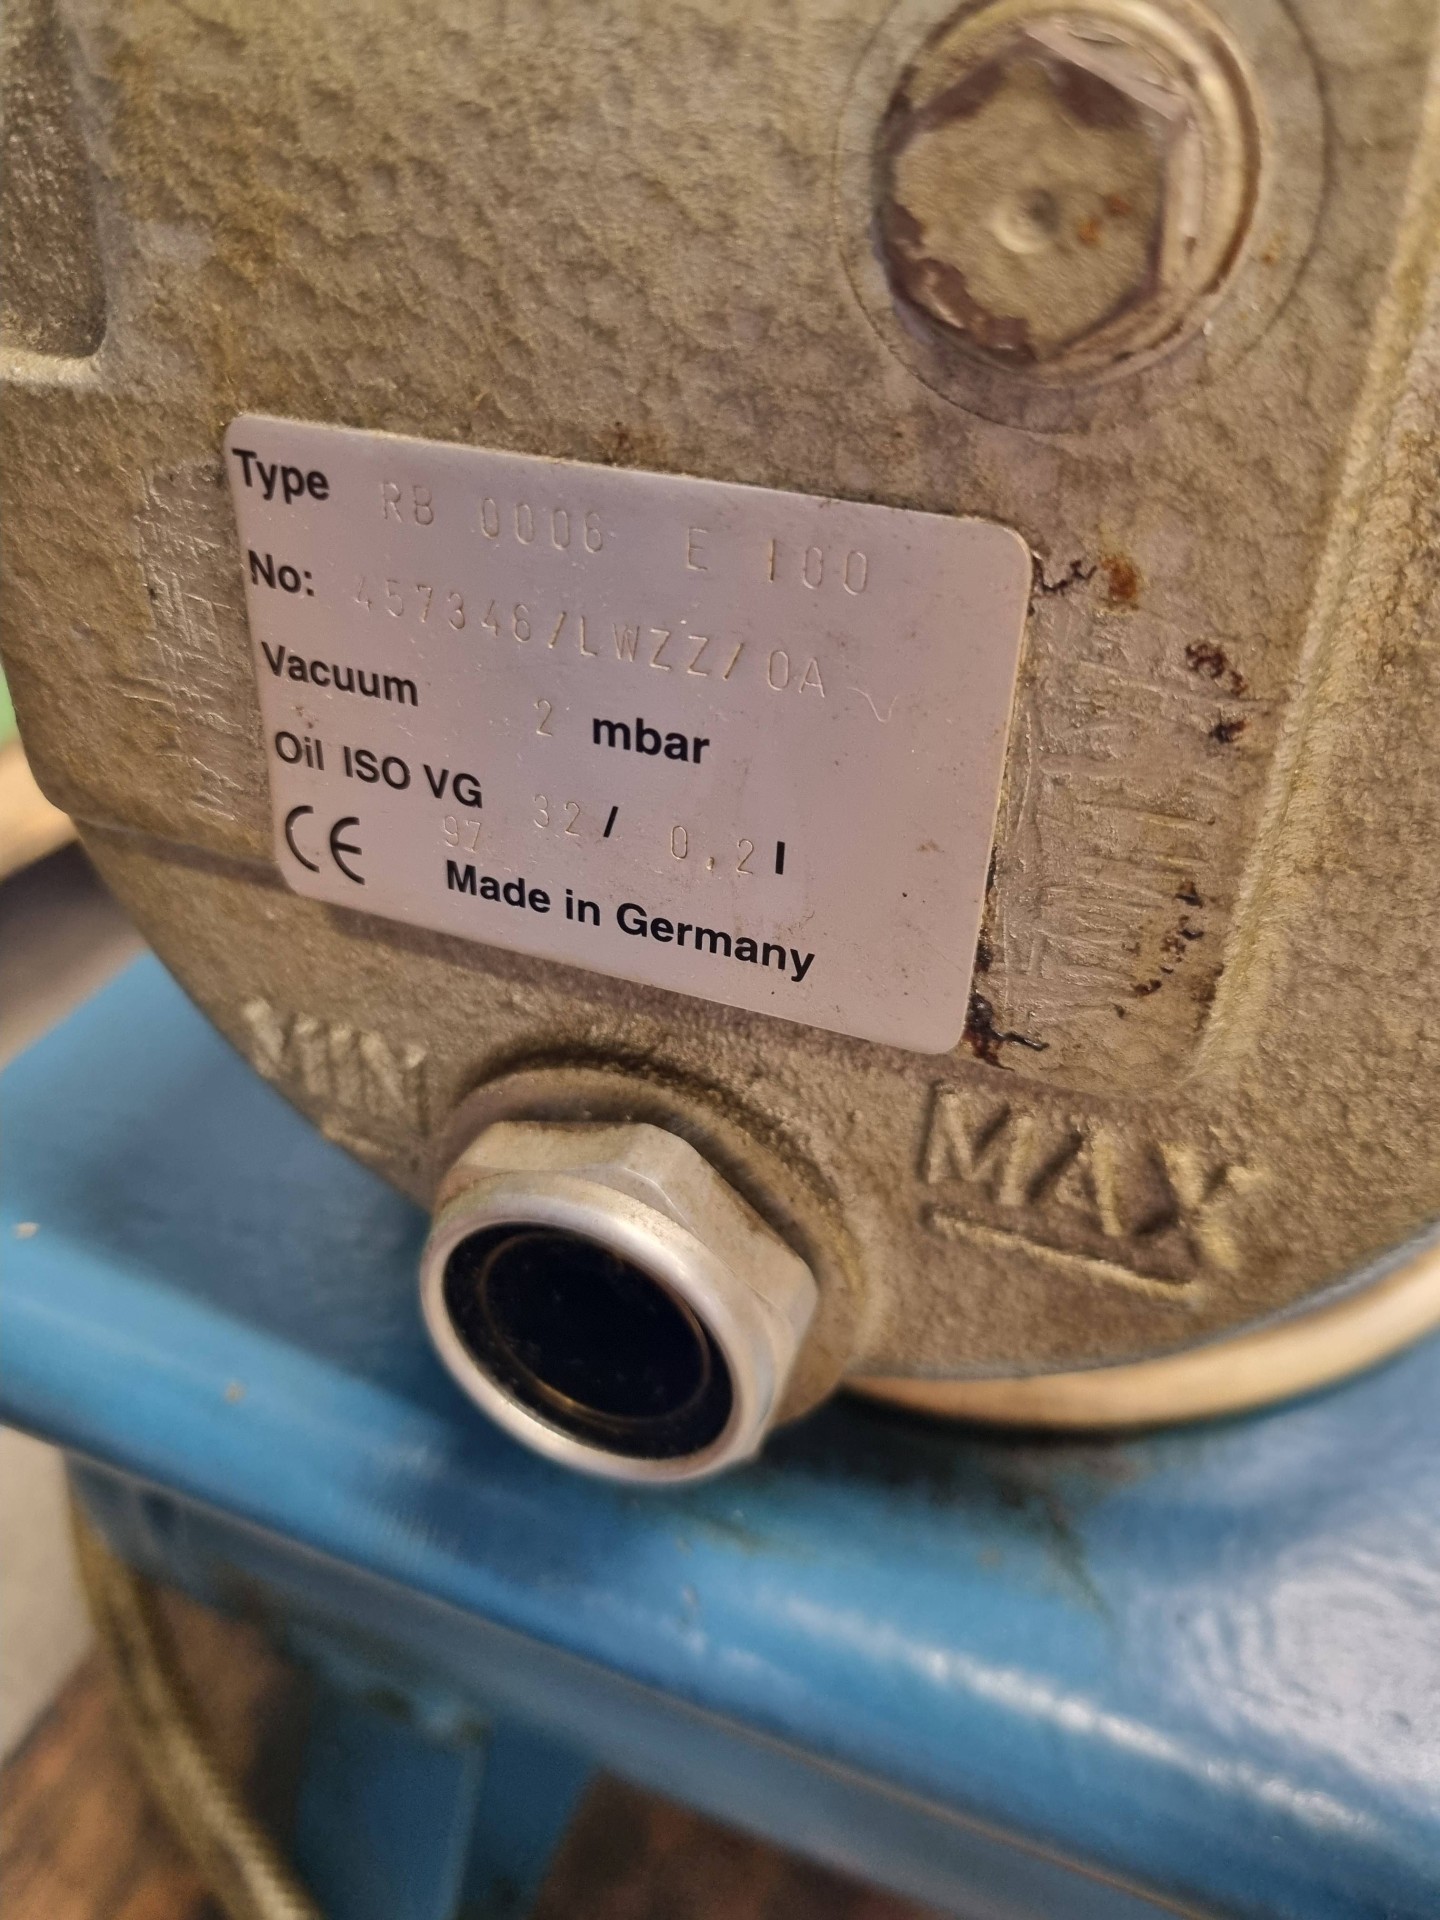 Type RB 0006 E 100
No: 457346/LWZZ/0A
Vacuum 2 mbar
Oil ISO VG 32/ 0,2 l
CE 97
Made in Germany
MIN
MAX